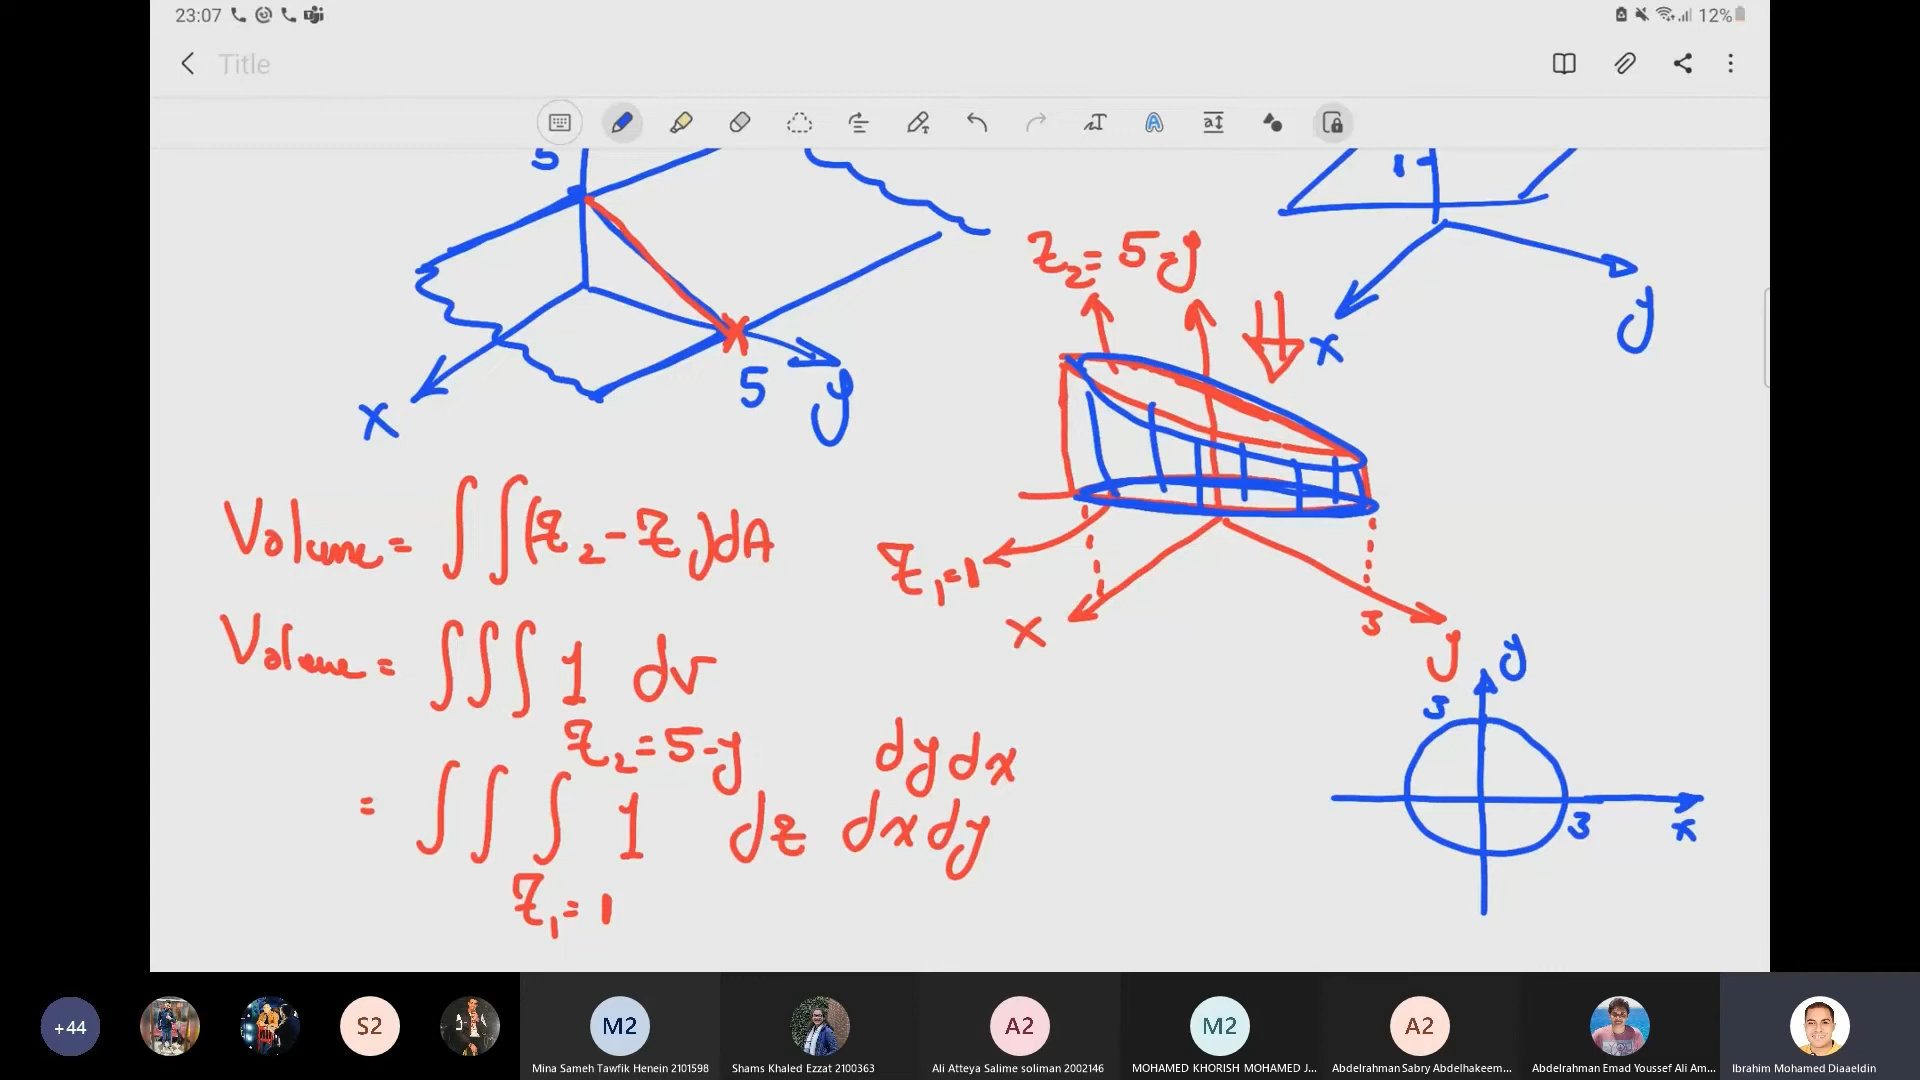 23:07
12%
Title
5
1
z₂= 5-y
x
y
5
y
x
Volume = ∫∫(z₂-z₁)dA
z₁=1
x
3
y
Volume = ∫∫∫ 1 dv
y
3
z₂=5-y
dydx
= ∫∫∫ 1 dz dxdy
z₁=1
3
x
+44
S2
M2
A2
M2
A2
Mina Sameh Tawfik Henein 2101598
Shams Khaled Ezzat 2100363
Ali Atteya Salime soliman 2002146
MOHAMED KHORISH MOHAMED J...
Abdelrahman Sabry Abdelhakeem...
Abdelrahman Emad Youssef Ali Am...
Ibrahim Mohamed Diaaeldin